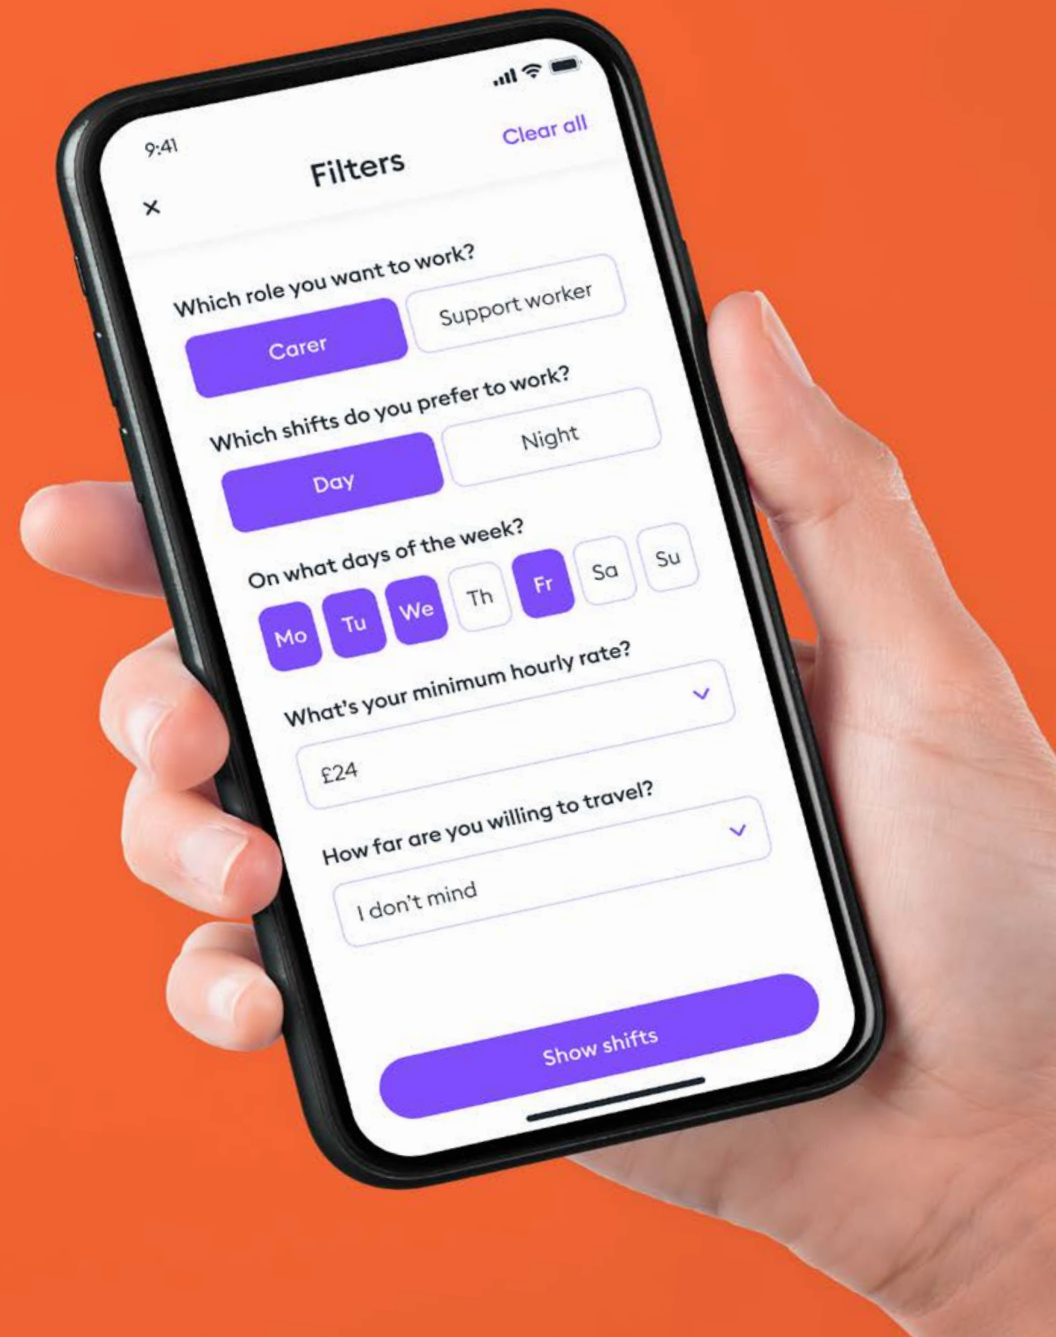 9:41
Filters
Clear all
Which role you want to work?
Carer
Support worker
Which shifts do you prefer to work?
Day
Night
On what days of the week?
Mo Tu We Th Fr Sa Su
What's your minimum hourly rate?
£24
How far are you willing to travel?
I don't mind
Show shifts